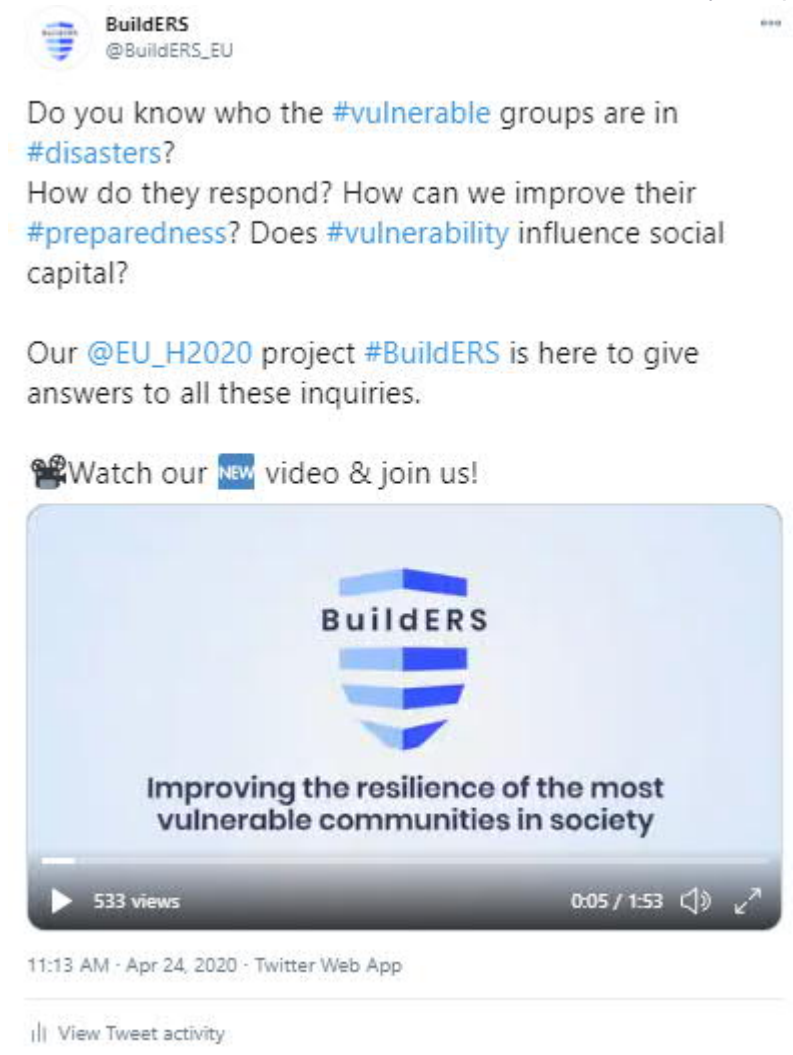 BuildERS
@BuildERS_EU
Do you know who the #vulnerable groups are in
#disasters?
How do they respond? How can we improve their
#preparedness? Does #vulnerability influence social
capital?
Our @EU_H2020 project #BuildERS is here to give
answers to all these inquiries.
Watch our NEW video & join us!
BuildERS
Improving the resilience of the most
vulnerable communities in society
533 views 0:05 / 1:53
11:13 AM · Apr 24, 2020 · Twitter Web App
View Tweet activity